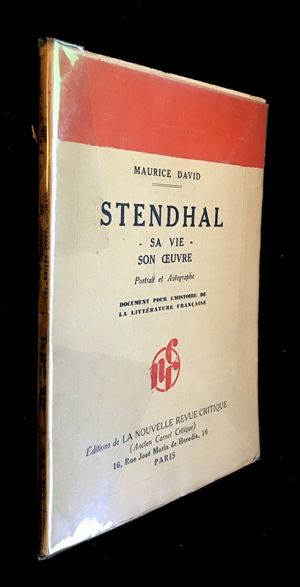 MAURICE DAVID
STENDHAL
- SA VIE -
SON ŒUVRE
Portrait et Autographe
DOCUMENT POUR L'HISTOIRE DE
LA LITTÉRATURE FRANÇAISE
Éditions de LA NOUVELLE REVUE CRITIQUE
(Ancien Carnet Critique)
16, Rue José Maria de Heredia, 16
PARIS